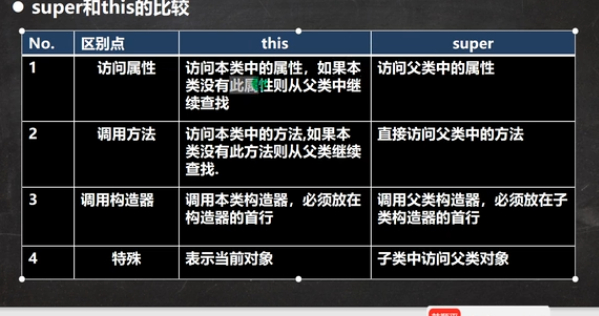 super和this的比较
No. 区别点 this super
1 访问属性 访问本类中的属性，如果本类没有此属性则从父类中继续查找 访问父类中的属性
2 调用方法 访问本类中的方法,如果本类没有此方法则从父类继续查找. 直接访问父类中的方法
3 调用构造器 调用本类构造器，必须放在构造器的首行 调用父类构造器，必须放在子类构造器的首行
4 特殊 表示当前对象 子类中访问父类对象